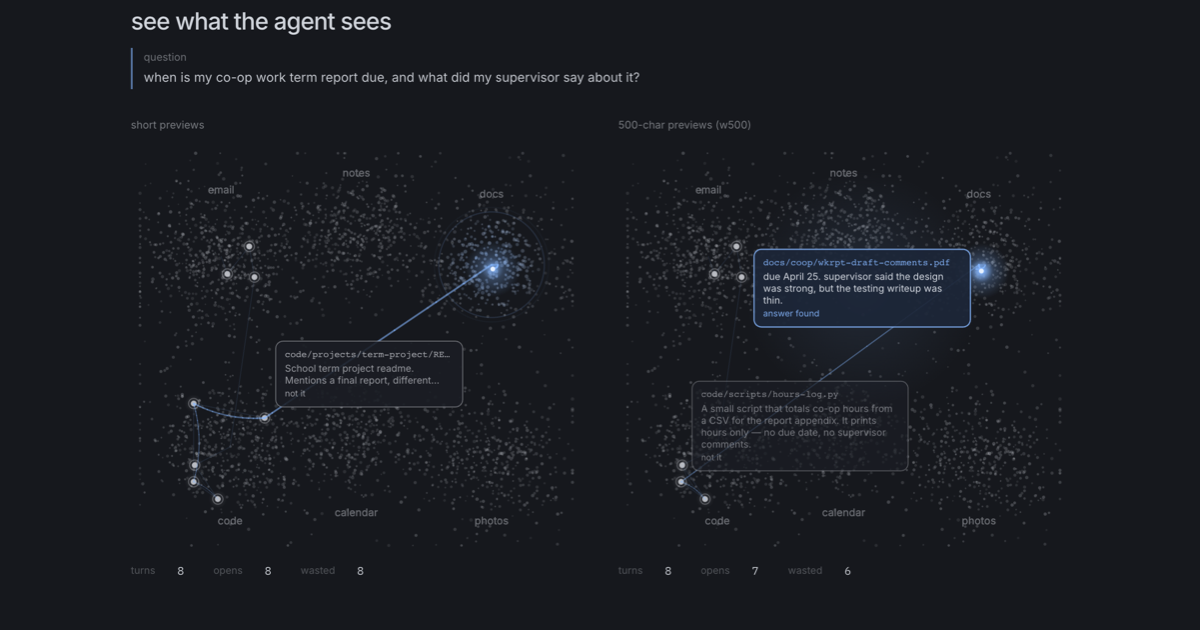 see what the agent sees
question
when is my co-op work term report due, and what did my supervisor say about it?
short previews
email
notes
docs
code/projects/term-project/RE…
School term project readme.
Mentions a final report, different…
not it
code
calendar
photos
turns 8 opens 8 wasted 8
500-char previews (w500)
email
notes
docs
docs/coop/wkrpt-draft-comments.pdf
due April 25. supervisor said the design
was strong, but the testing writeup was
thin.
answer found
code/scripts/hours-log.py
A small script that totals co-op hours from
a CSV for the report appendix. It prints
hours only — no due date, no supervisor
comments.
not it
code
calendar
photos
turns 8 opens 7 wasted 6